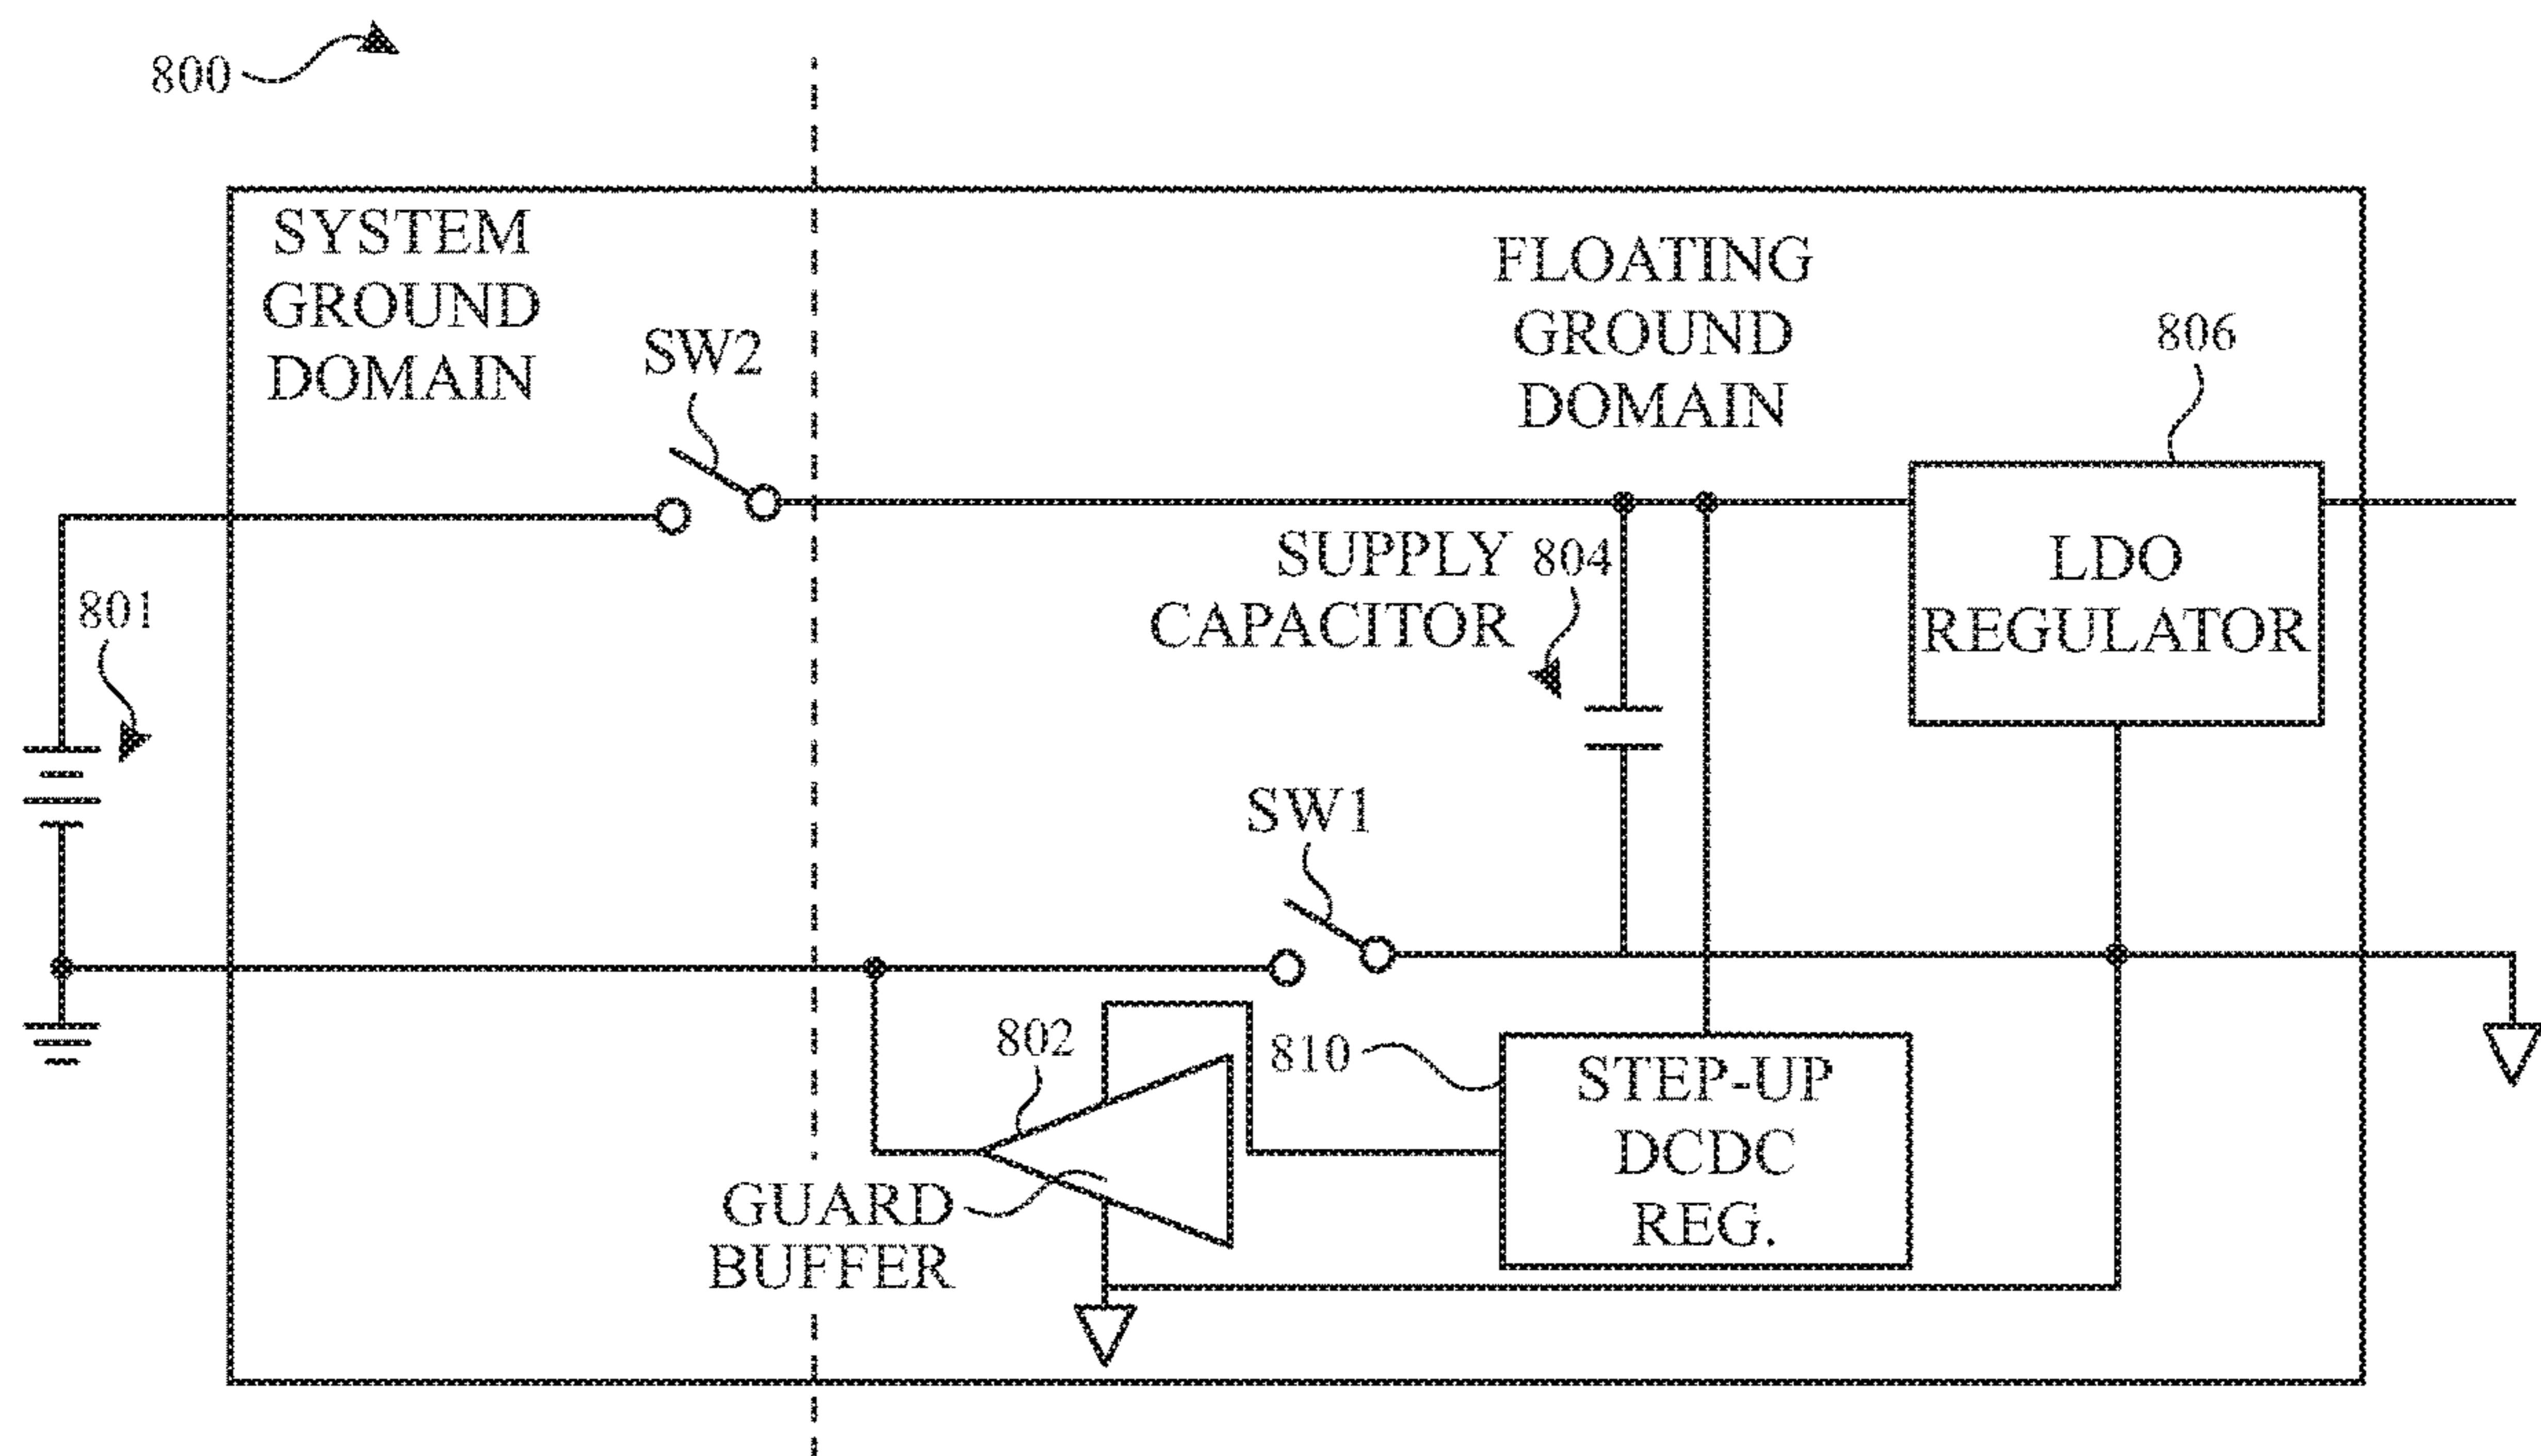 800
SYSTEM
GROUND
DOMAIN
SW2
FLOATING
GROUND
DOMAIN
806
801
SUPPLY
CAPACITOR
804
LDO
REGULATOR
SW1
802
810
STEP-UP
DCDC
REG.
GUARD
BUFFER